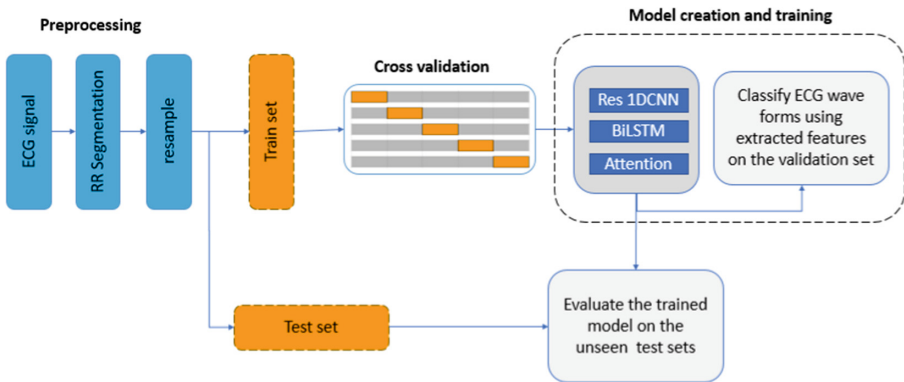 Preprocessing
ECG signal
RR Segmentation
resample
Train set
Cross validation
Model creation and training
Res 1DCNN
BiLSTM
Attention
Classify ECG wave
forms using
extracted features
on the validation set
Test set
Evaluate the trained
model on the
unseen test sets